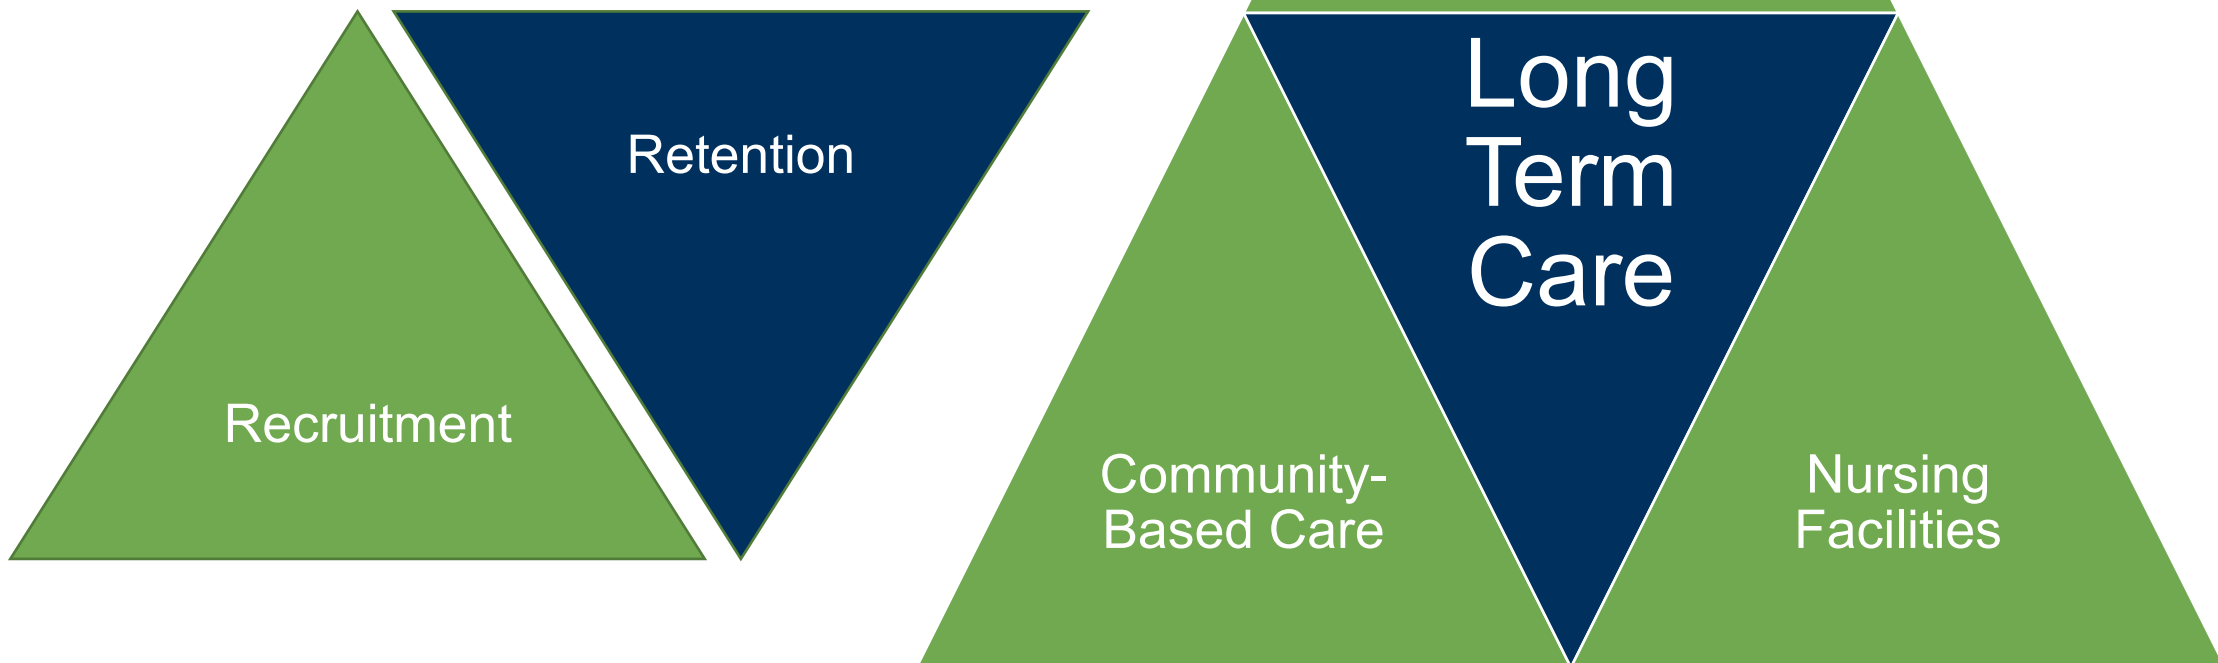 Retention
Recruitment
Long
Term
Care
Community-
Based Care
Nursing
Facilities